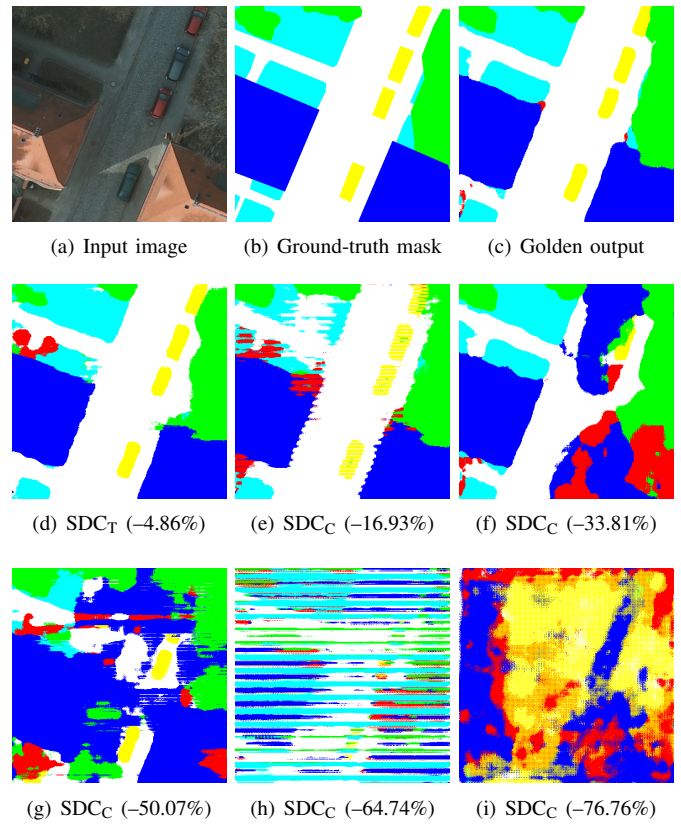 (a) Input image
(b) Ground-truth mask
(c) Golden output
(d) SDC_T (–4.86%)
(e) SDC_C (–16.93%)
(f) SDC_C (–33.81%)
(g) SDC_C (–50.07%)
(h) SDC_C (–64.74%)
(i) SDC_C (–76.76%)